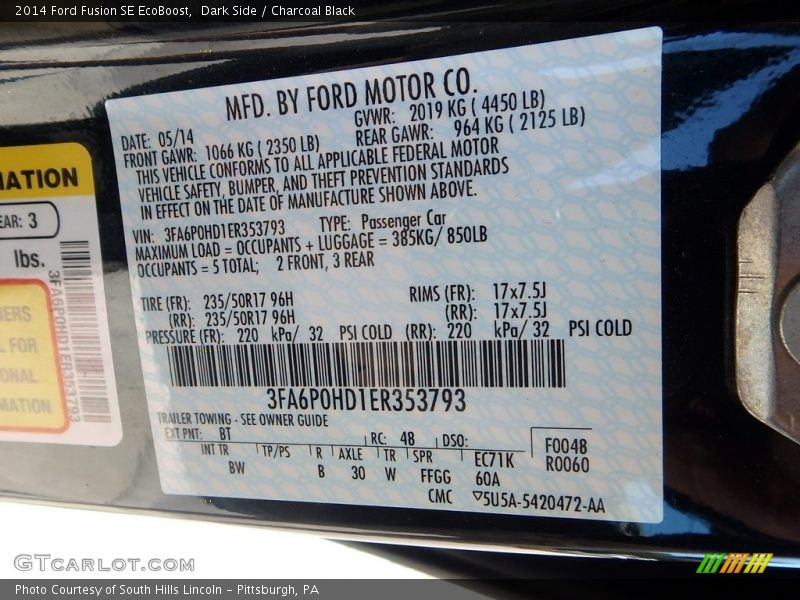 2014 Ford Fusion SE EcoBoost,  Dark Side / Charcoal Black
MFD. BY FORD MOTOR CO.
DATE: 05/14
GVWR: 2019 KG ( 4450 LB)
FRONT GAWR: 1066 KG ( 2350 LB)
REAR GAWR: 964 KG ( 2125 LB)
THIS VEHICLE CONFORMS TO ALL APPLICABLE FEDERAL MOTOR
VEHICLE SAFETY, BUMPER, AND THEFT PREVENTION STANDARDS
IN EFFECT ON THE DATE OF MANUFACTURE SHOWN ABOVE.
VIN: 3FA6P0HD1ER353793 TYPE: Passenger Car
MAXIMUM LOAD = OCCUPANTS + LUGGAGE = 385KG/ 850LB
OCCUPANTS = 5 TOTAL; 2 FRONT, 3 REAR
TIRE (FR): 235/50R17 96H RIMS (FR): 17x7.5J
(RR): 235/50R17 96H (RR): 17x7.5J
PRESSURE (FR): 220 kPa/ 32 PSI COLD (RR): 220 kPa/ 32 PSI COLD
3FA6P0HD1ER353793
TRAILER TOWING - SEE OWNER GUIDE
EXT PNT: BT RC: 48 DSO: F0048
INT TR TP/PS R AXLE TR SPR EC71K R0060
BW B 30 W FFGG 60A
CMC 5U5A-5420472-AA
MATION
EAR: 3
lbs.
3FA6P0HD1ER353793
NERS
L FOR
ONAL
MATION
GTCARLOT.COM
Photo Courtesy of South Hills Lincoln – Pittsburgh, PA